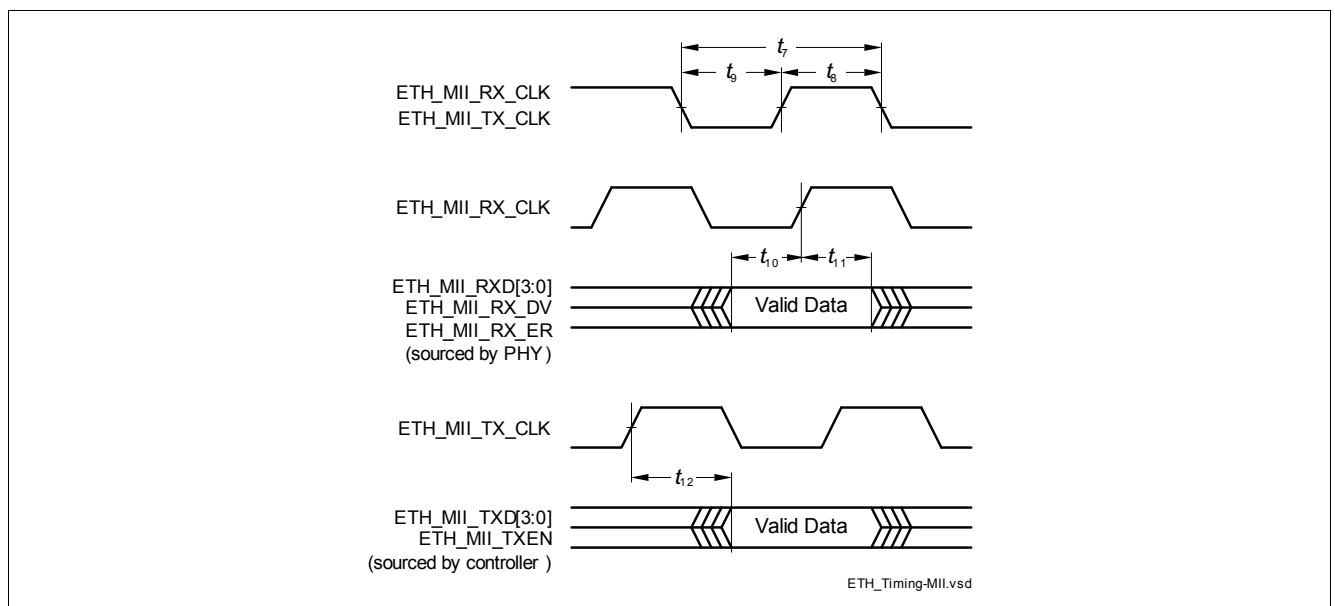 t7
t9
t8
ETH_MII_RX_CLK
ETH_MII_TX_CLK
ETH_MII_RX_CLK
t10
t11
ETH_MII_RXD[3:0]
ETH_MII_RX_DV
ETH_MII_RX_ER
(sourced by PHY )
Valid Data
ETH_MII_TX_CLK
t12
ETH_MII_TXD[3:0]
ETH_MII_TXEN
(sourced by controller )
Valid Data
ETH_Timing-MII.vsd